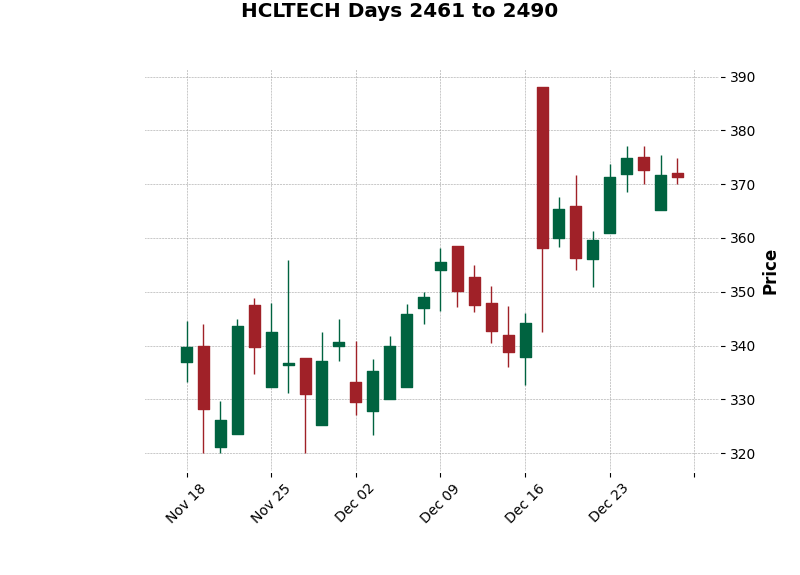 HCLTECH Days 2461 to 2490
390
380
370
360
350
340
330
320
Price
Nov 18
Nov 25
Dec 02
Dec 09
Dec 16
Dec 23